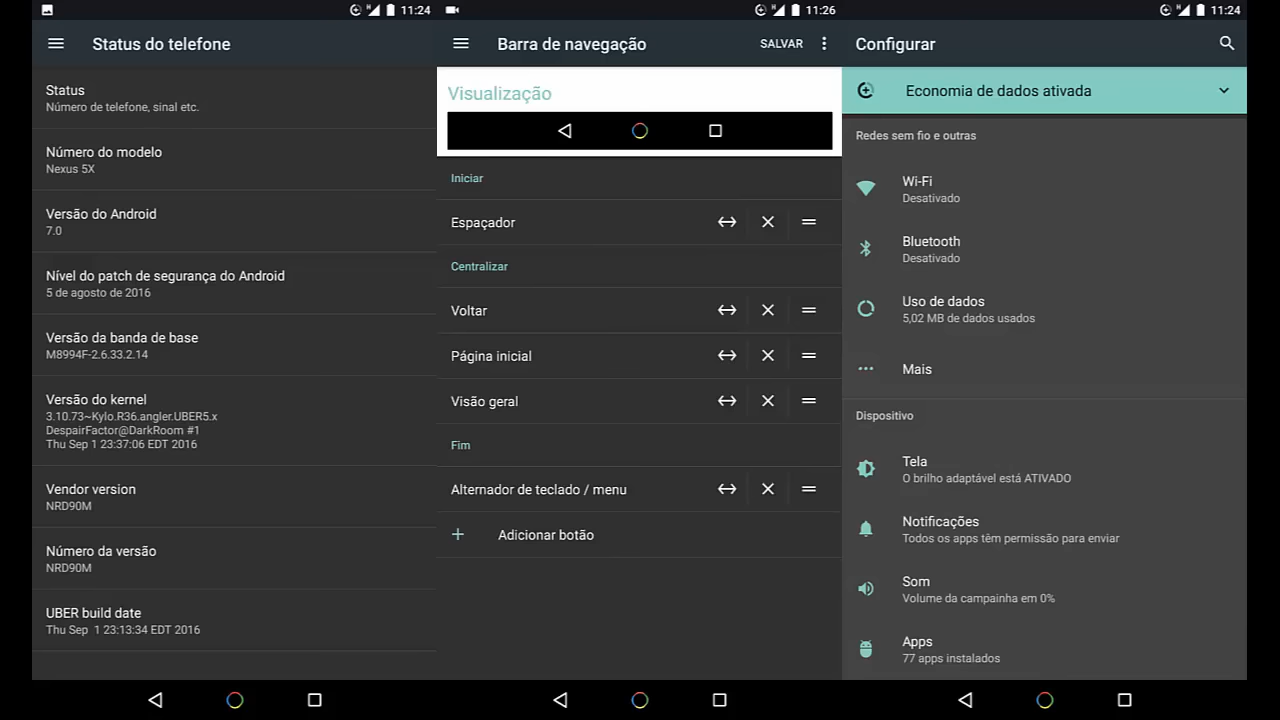 11:24
Status do telefone
Status
Número de telefone, sinal etc.
Número do modelo
Nexus 5X
Versão do Android
7.0
Nível do patch de segurança do Android
5 de agosto de 2016
Versão da banda de base
M8994F-2.6.33.2.14
Versão do kernel
3.10.73~Kylo.R36.angler.UBER5.x
DespairFactor@DarkRoom #1
Thu Sep 1 23:37:06 EDT 2016
Vendor version
NRD90M
Número da versão
NRD90M
UBER build date
Thu Sep  1 23:13:34 EDT 2016
11:26
Barra de navegação
SALVAR
Visualização
Iniciar
Espaçador
Centralizar
Voltar
Página inicial
Visão geral
Fim
Alternador de teclado / menu
Adicionar botão
11:24
Configurar
Economia de dados ativada
Redes sem fio e outras
Wi-Fi
Desativado
Bluetooth
Desativado
Uso de dados
5,02 MB de dados usados
Mais
Dispositivo
Tela
O brilho adaptável está ATIVADO
Notificações
Todos os apps têm permissão para enviar
Som
Volume da campainha em 0%
Apps
77 apps instalados